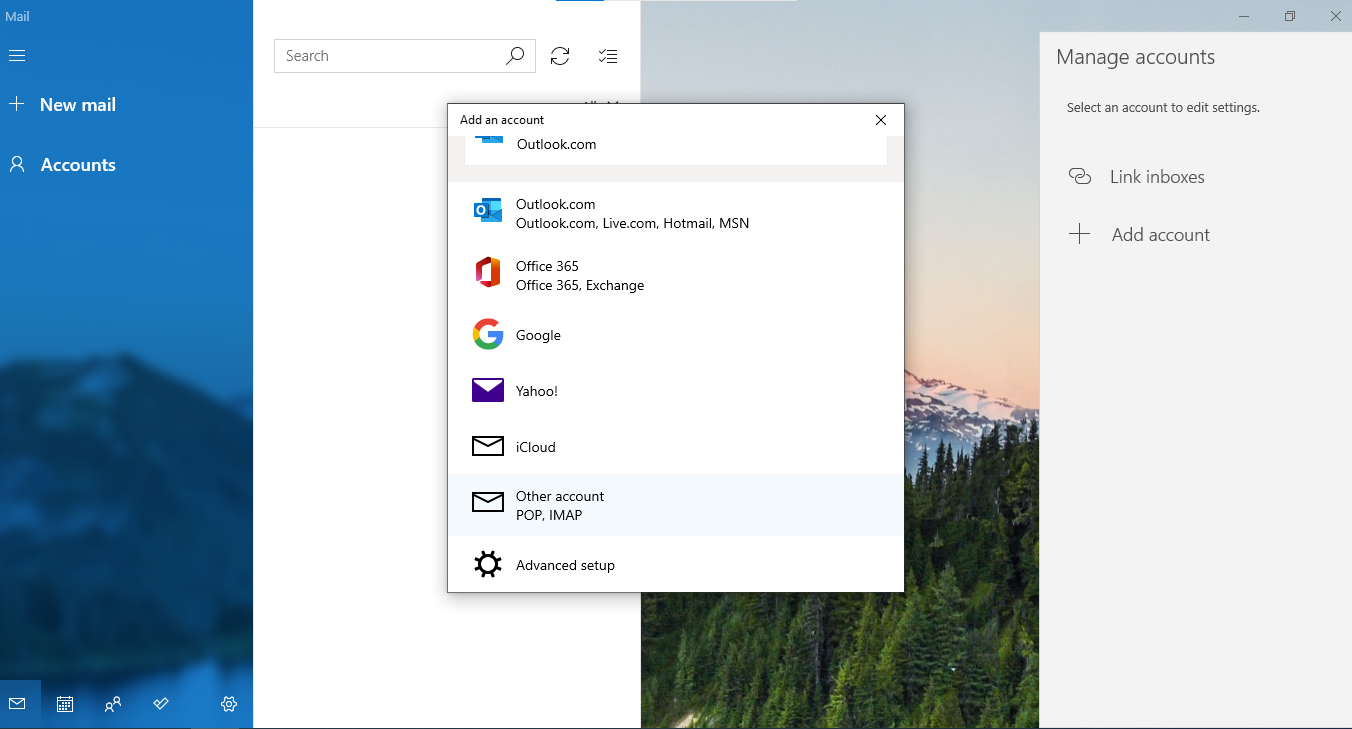 Mail
Search
New mail
Accounts
Add an account
Outlook.com
Outlook.com
Outlook.com, Live.com, Hotmail, MSN
Office 365
Office 365, Exchange
Google
Yahoo!
iCloud
Other account
POP, IMAP
Advanced setup
Manage accounts
Select an account to edit settings.
Link inboxes
Add account